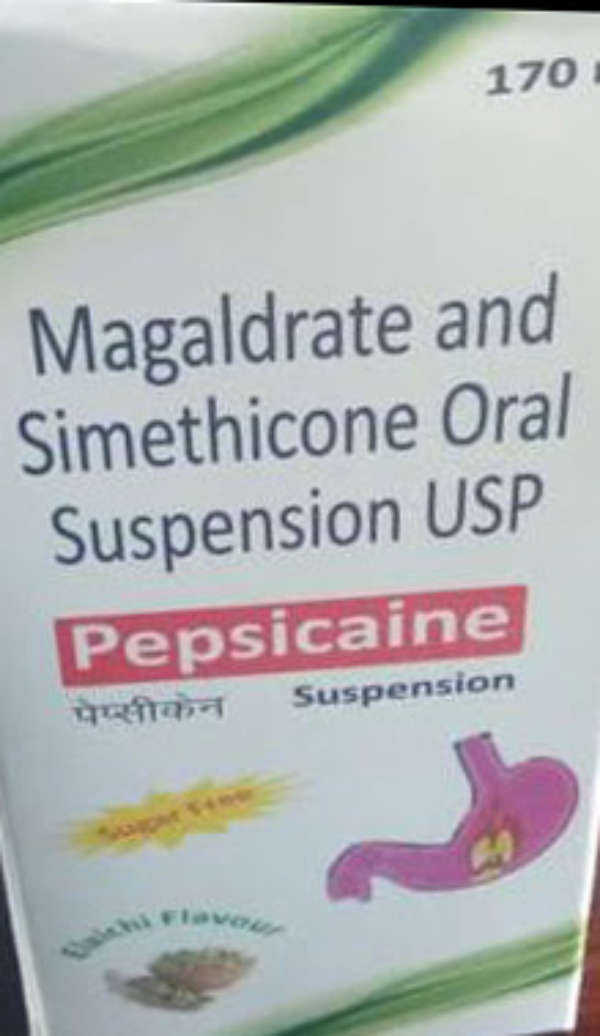 170
Magaldrate and
Simethicone Oral
Suspension USP
Pepsicaine
पेप्सीकेन Suspension
Sugar Free
Elaichi Flavour